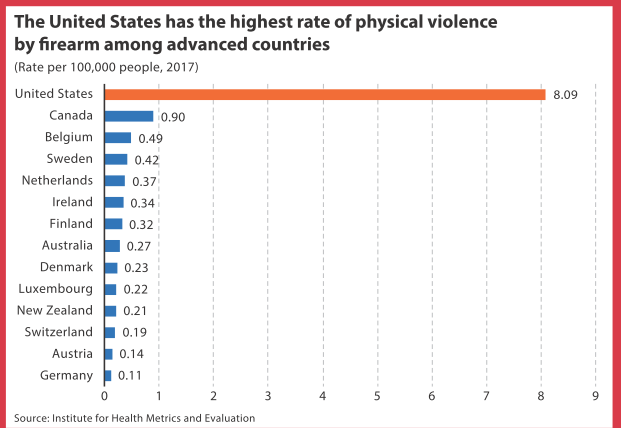 The United States has the highest rate of physical violence
by firearm among advanced countries
(Rate per 100,000 people, 2017)
United States 8.09
Canada 0.90
Belgium 0.49
Sweden 0.42
Netherlands 0.37
Ireland 0.34
Finland 0.32
Australia 0.27
Denmark 0.23
Luxembourg 0.22
New Zealand 0.21
Switzerland 0.19
Austria 0.14
Germany 0.11
0 1 2 3 4 5 6 7 8 9
Source: Institute for Health Metrics and Evaluation